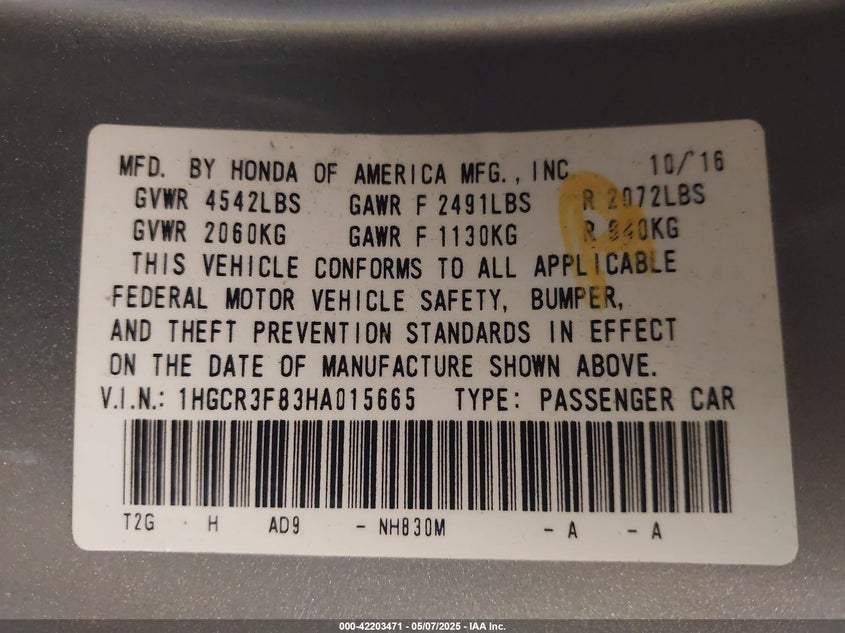 MFD. BY HONDA OF AMERICA MFG., INC 10/16
GVWR 4542LBS GAWR F 2491LBS R 2072LBS
GVWR 2060KG GAWR F 1130KG R 940KG
THIS VEHICLE CONFORMS TO ALL APPLICABLE
FEDERAL MOTOR VEHICLE SAFETY, BUMPER,
AND THEFT PREVENTION STANDARDS IN EFFECT
ON THE DATE OF MANUFACTURE SHOWN ABOVE.
V.I.N.: 1HGCR3F83HA015665 TYPE: PASSENGER CAR
T2G H AD9 - NH830M - A - A
000-42203471 - 05/07/2025 - IAA Inc.